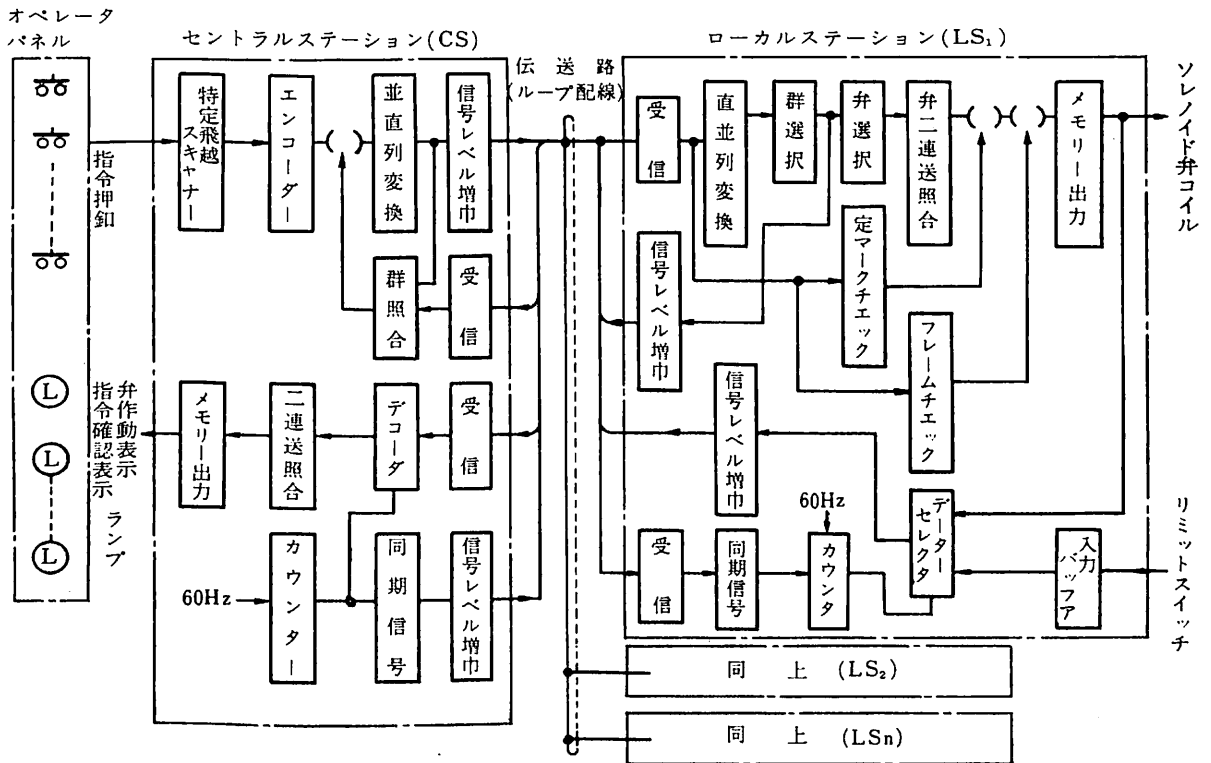 オペレータ
パネル
セントラルステーション(CS)
伝送路
(ループ配線)
ローカルステーション(LS₁)
指令押釦
特定飛越
スキャナー
エンコーダー
( )
並直列変換
信号レベル増巾
群照合
受信
受信
直並列変換
群選択
弁選択
弁二連送照合
( )
( )
メモリー出力
ソレノイド弁コイル
信号レベル増巾
定マークチエック
フレームチエック
L
L
L
弁作動表示
指令確認表示
ランプ
メモリー出力
二連送照合
デコーダ
受信
信号レベル増巾
60Hz
カウンター
同期信号
信号レベル増巾
受信
同期信号
60Hz
カウンタ
データー
セレクタ
入力
バッファ
リミットスイッチ
同上 (LS₂)
同上 (LSn)